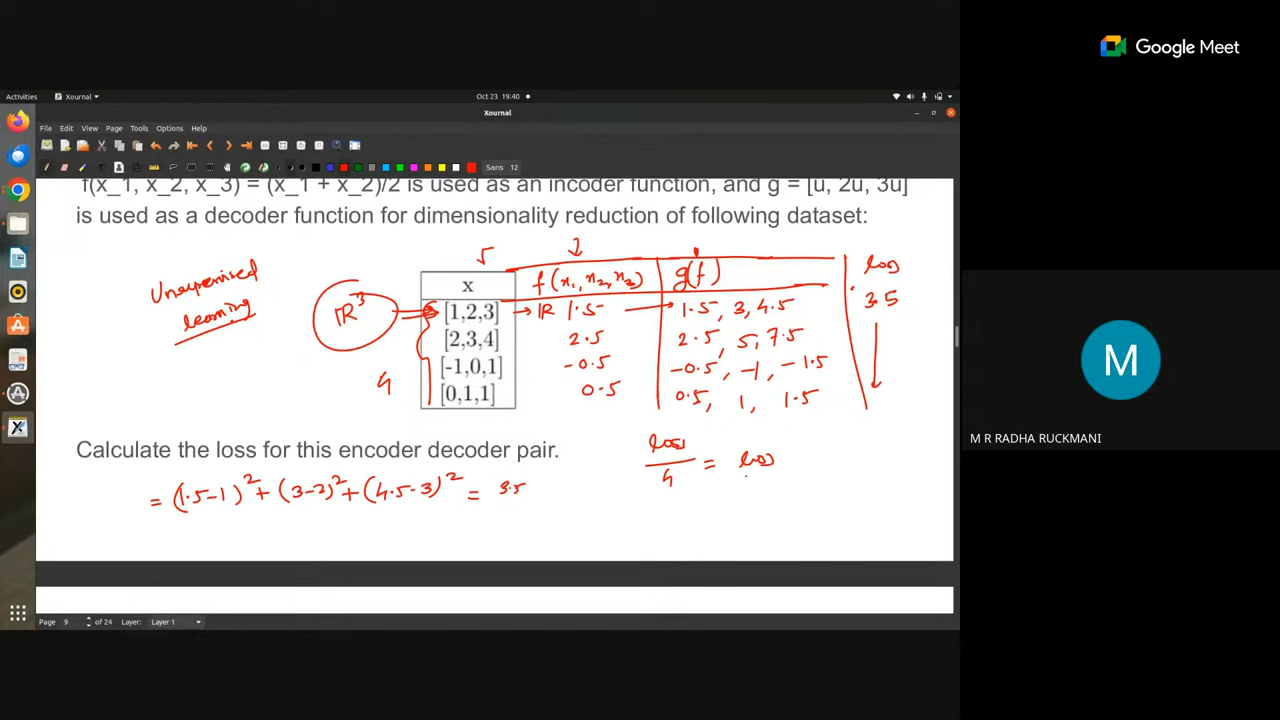 Google Meet
Activities Xournal Oct 23 19:40
Xournal
File Edit View Page Tools Options Help
Sans 12
f(x_1, x_2, x_3) = (x_1 + x_2)/2 is used as an incoder function, and g = [u, 2u, 3u]
is used as a decoder function for dimensionality reduction of following dataset:
Unsupervised
learning
ℝ^3
x f(x₁, x₂, x₃) g(f) loss
[1,2,3] → ℝ 1.5 → 1.5, 3, 4.5 3.5
[2,3,4] 2.5 2.5, 5, 7.5
[-1,0,1] -0.5 -0.5, -1, -1.5
[0,1,1] 0.5 0.5, 1, 1.5
4
Calculate the loss for this encoder decoder pair.
loss
4
= loss
= (1.5-1)^2 + (3-2)^2 + (4.5-3)^2 = 3.5
M
M R RADHA RUCKMANI
Page 9 of 24 Layer: Layer 1